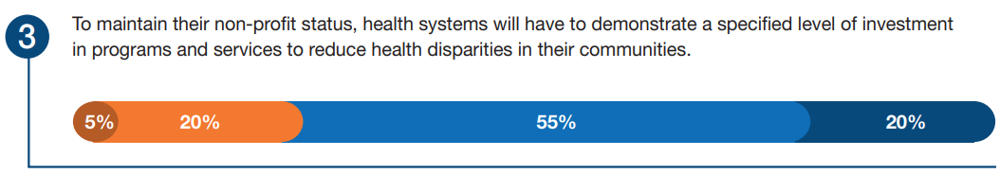 3
To maintain their non-profit status, health systems will have to demonstrate a specified level of investment
in programs and services to reduce health disparities in their communities.
5% 20% 55% 20%